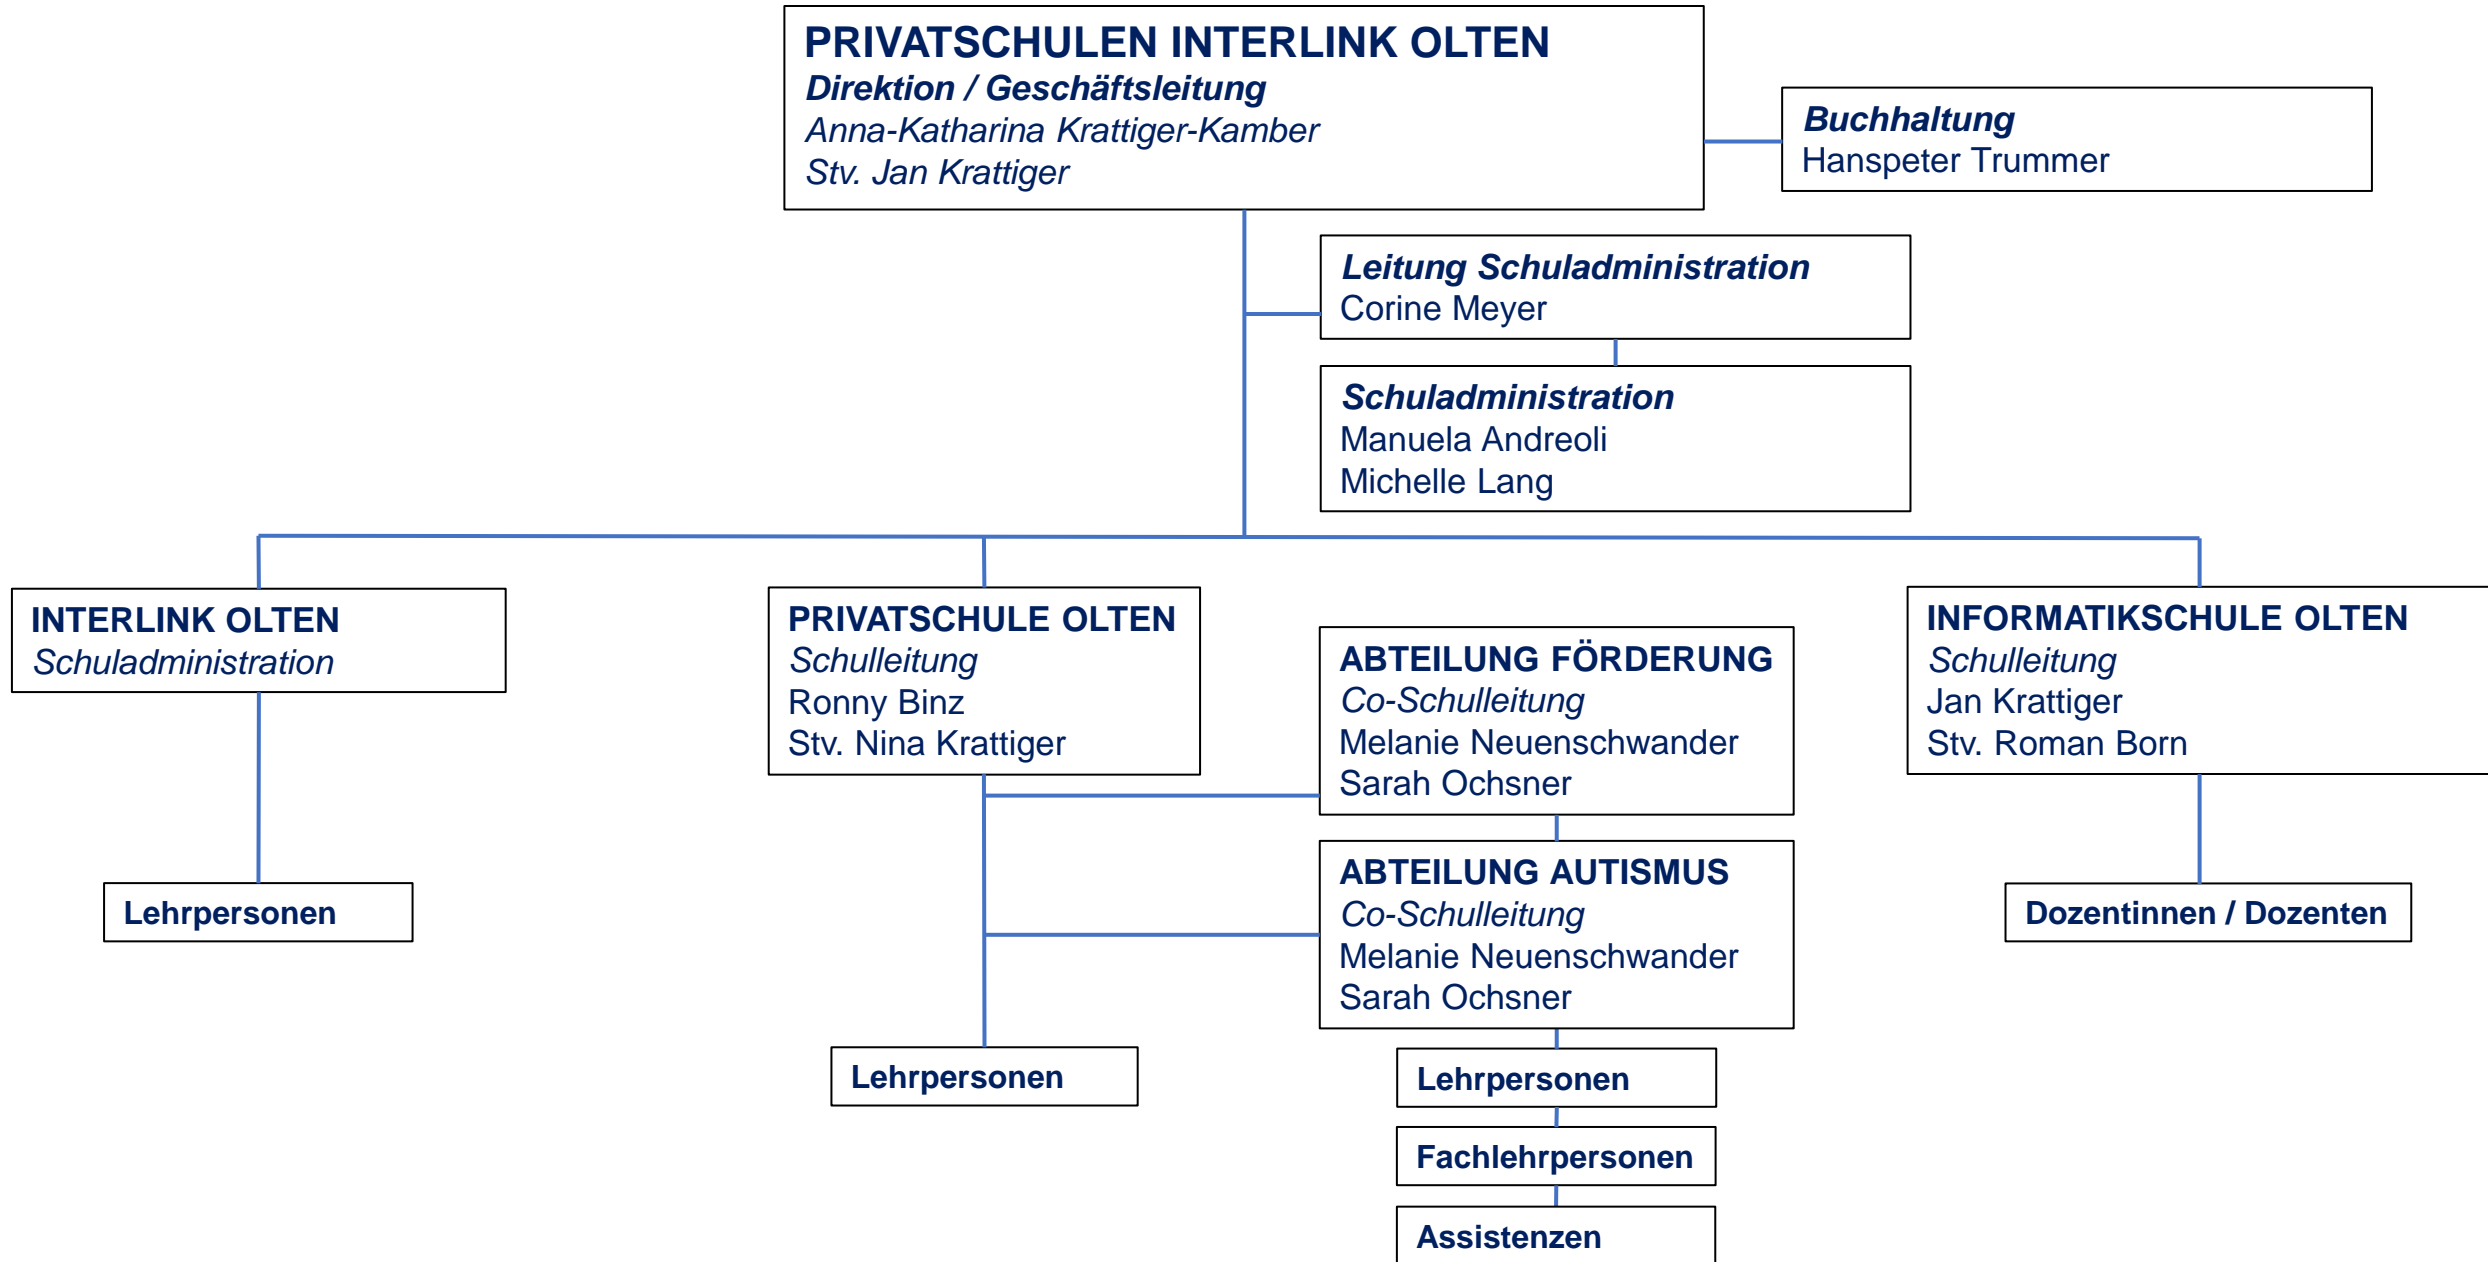 PRIVATSCHULEN INTERLINK OLTEN
Direktion / Geschäftsleitung
Anna-Katharina Krattiger-Kamber
Stv. Jan Krattiger
Buchhaltung
Hanspeter Trummer
Leitung Schuladministration
Corine Meyer
Schuladministration
Manuela Andreoli
Michelle Lang
INTERLINK OLTEN
Schuladministration
Lehrpersonen
PRIVATSCHULE OLTEN
Schulleitung
Ronny Binz
Stv. Nina Krattiger
Lehrpersonen
ABTEILUNG FÖRDERUNG
Co-Schulleitung
Melanie Neuenschwander
Sarah Ochsner
ABTEILUNG AUTISMUS
Co-Schulleitung
Melanie Neuenschwander
Sarah Ochsner
Lehrpersonen
Fachlehrpersonen
Assistenzen
INFORMATIKSCHULE OLTEN
Schulleitung
Jan Krattiger
Stv. Roman Born
Dozentinnen / Dozenten